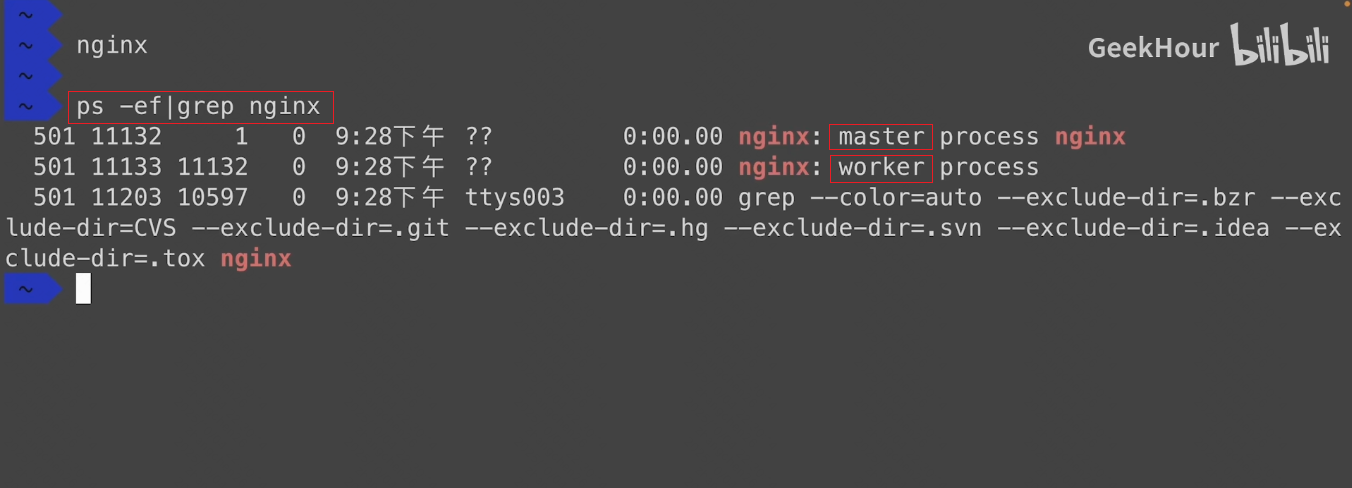 ~
~ nginx
GeekHour bilibili
~
~ ps -ef|grep nginx
501 11132 1 0 9:28下午 ?? 0:00.00 nginx: master process nginx
501 11133 11132 0 9:28下午 ?? 0:00.00 nginx: worker process
501 11203 10597 0 9:28下午 ttys003 0:00.00 grep --color=auto --exclude-dir=.bzr --exc
lude-dir=CVS --exclude-dir=.git --exclude-dir=.hg --exclude-dir=.svn --exclude-dir=.idea --ex
clude-dir=.tox nginx
~